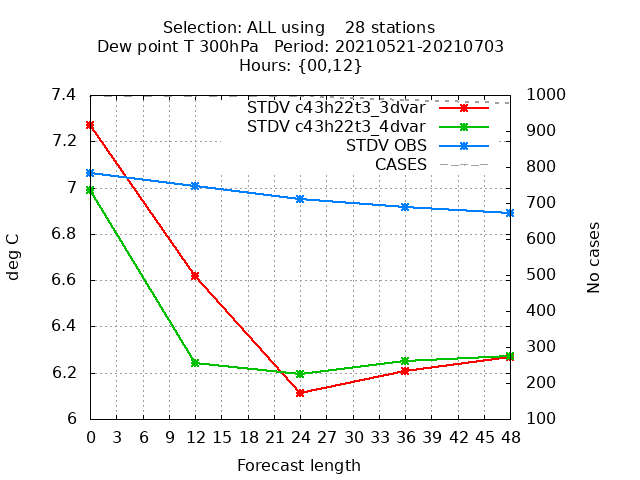 Selection: ALL using 28 stations
Dew point T 300hPa Period: 20210521-20210703
Hours: {00,12}
STDV c43h22t3_3dvar
STDV c43h22t3_4dvar
STDV OBS
CASES
deg C
7.4
7.2
7
6.8
6.6
6.4
6.2
6
1000
900
800
700
600
500
400
300
200
100
No cases
0 3 6 9 12 15 18 21 24 27 30 33 36 39 42 45 48
Forecast length